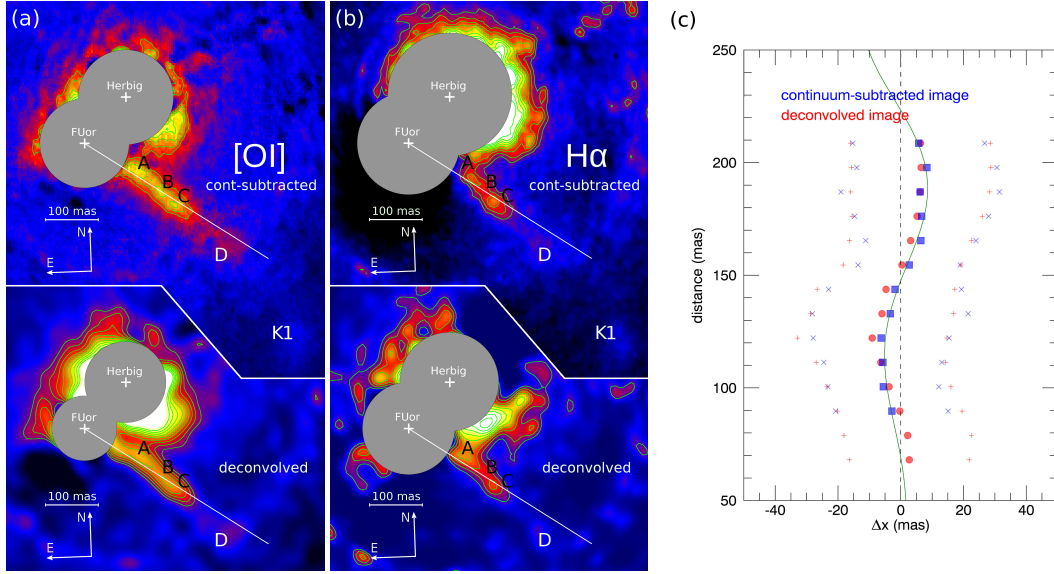 (a)
Herbig
FUor
[OI]
A
B
C
cont-subtracted
100 mas
N
E
D
K1
Herbig
FUor
A
B
C
deconvolved
100 mas
N
E
D
(b)
Herbig
FUor
Hα
A
B
C
cont-subtracted
100 mas
N
E
D
K1
Herbig
FUor
A
B
C
deconvolved
100 mas
N
E
D
(c)
continuum-subtracted image
deconvolved image
250
200
150
100
50
distance (mas)
-40 -20 0 20 40
Δx (mas)